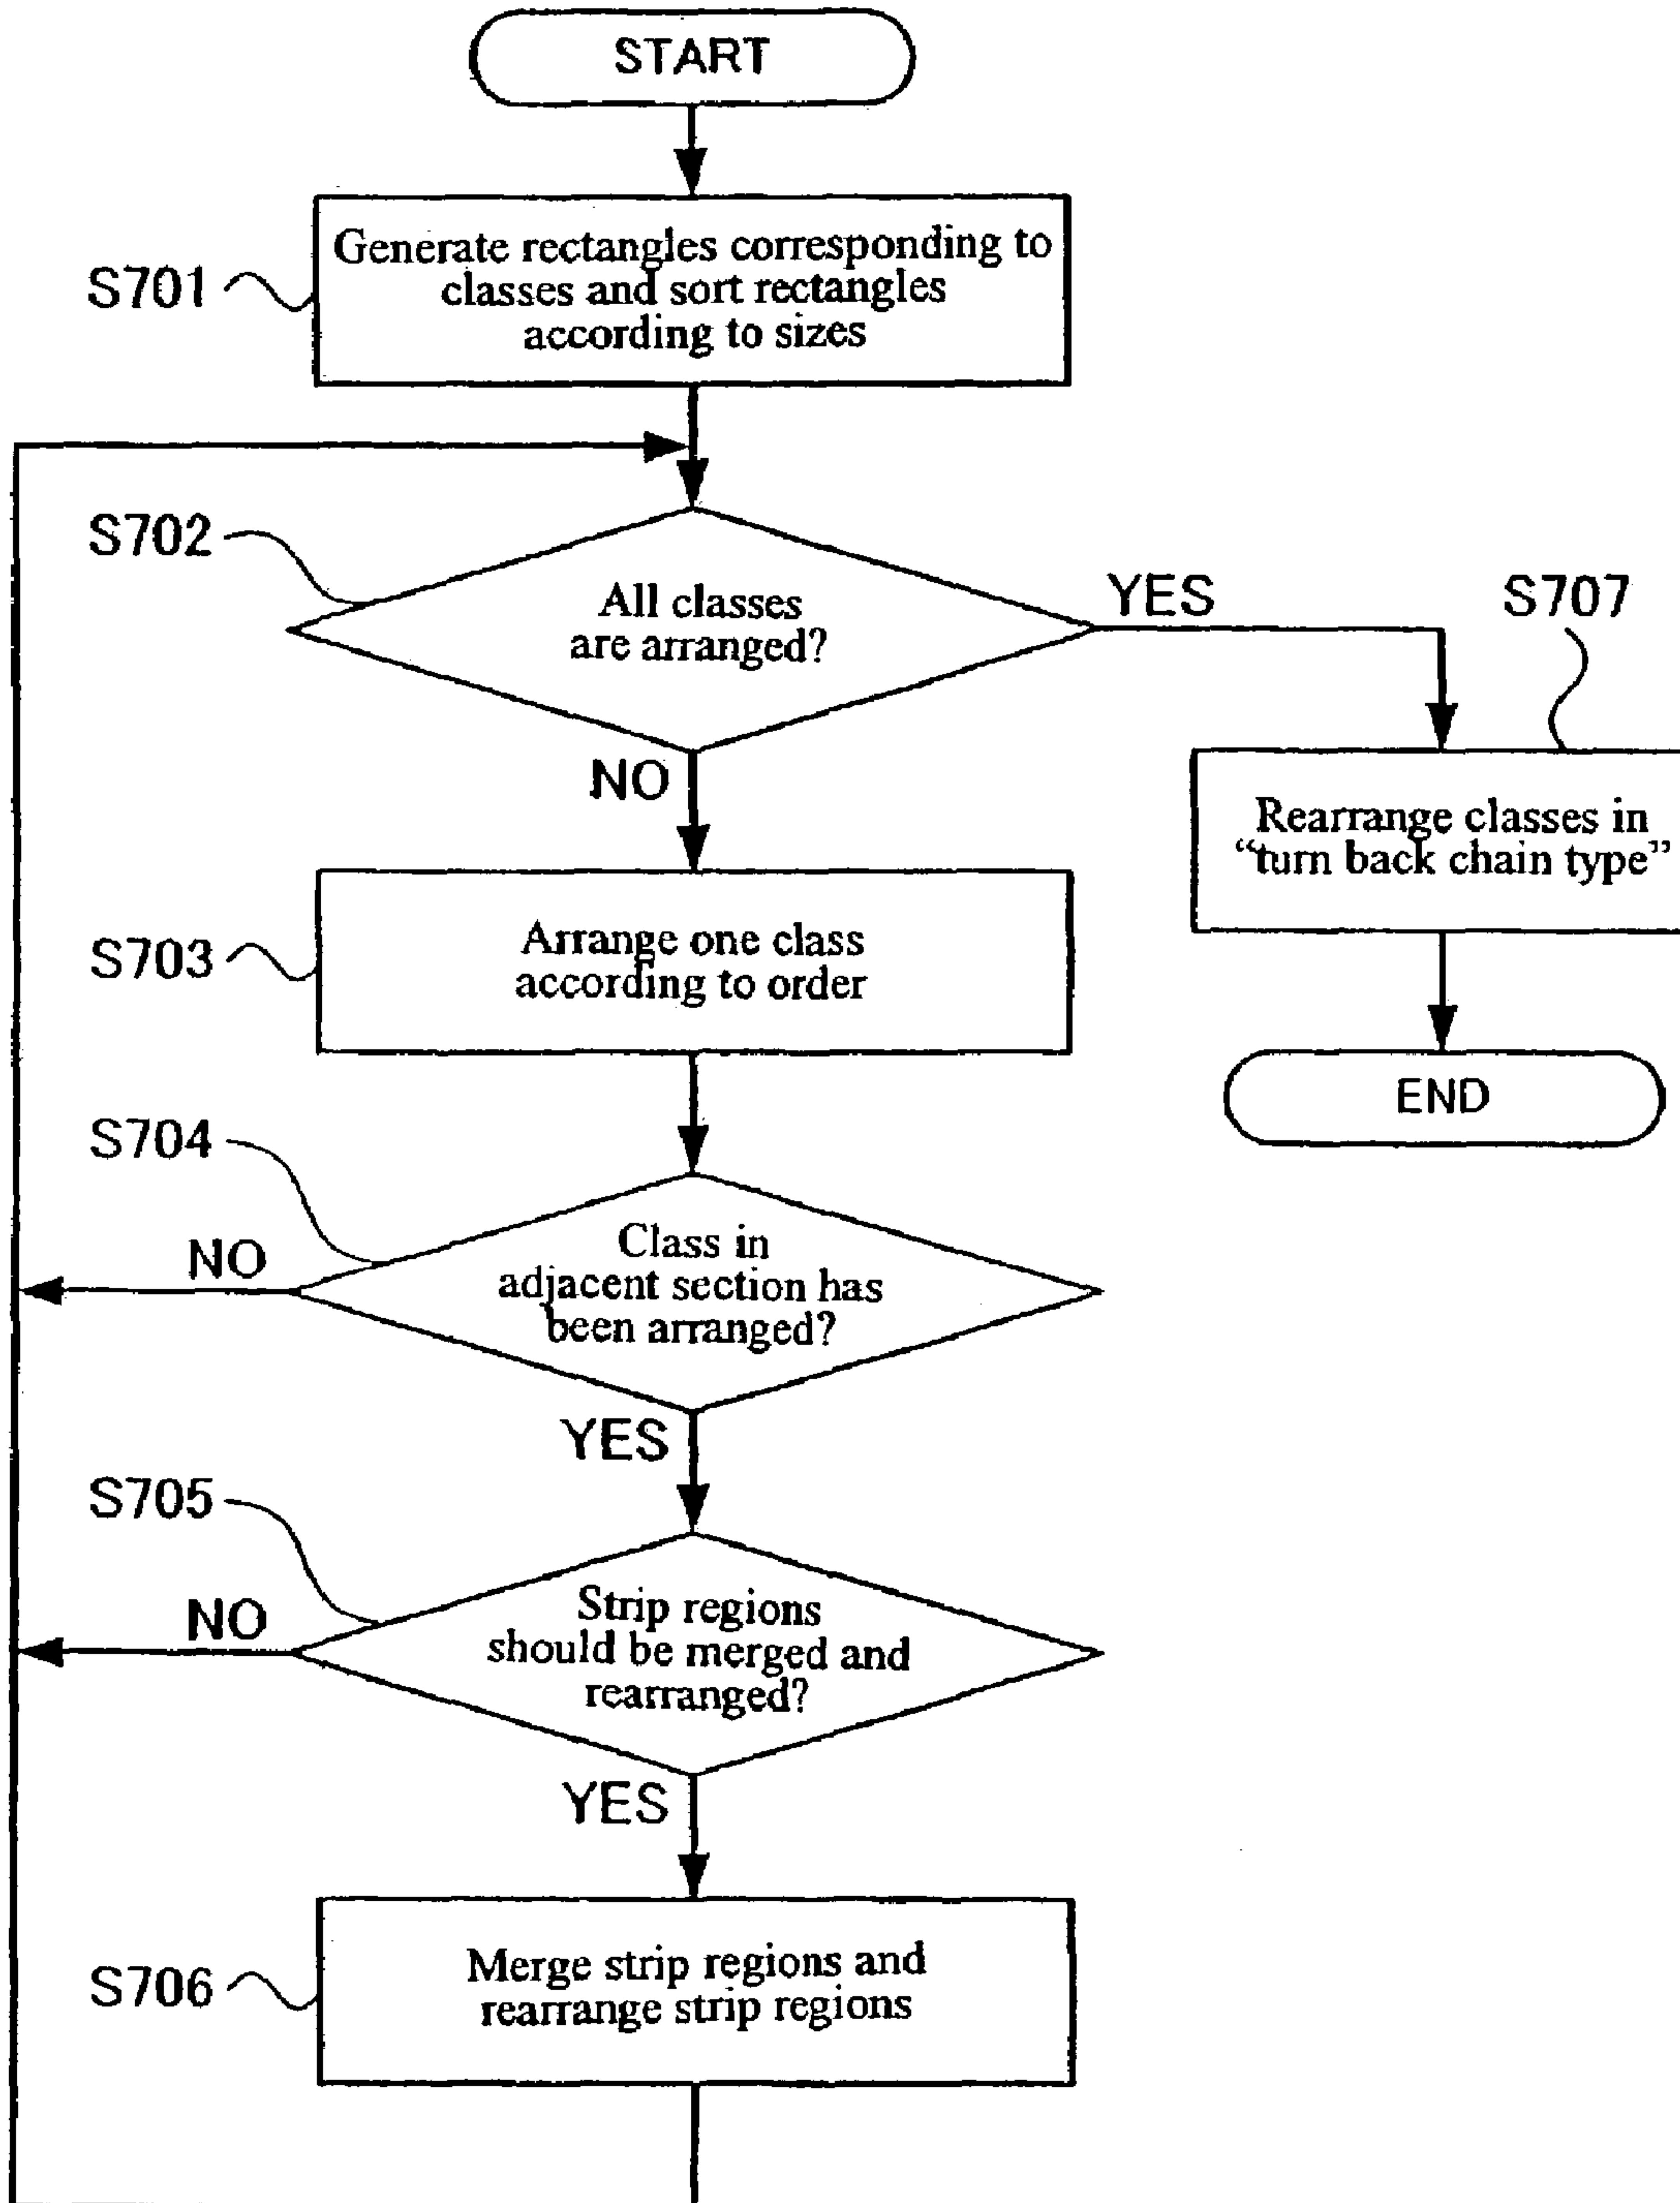 START
S701
Generate rectangles corresponding to
classes and sort rectangles
according to sizes
S702
All classes
are arranged?
YES
S707
NO
Rearrange classes in
“turn back chain type”
S703
Arrange one class
according to order
END
S704
NO
Class in
adjacent section has
been arranged?
YES
S705
NO
Strip regions
should be merged and
rearranged?
YES
S706
Merge strip regions and
rearrange strip regions